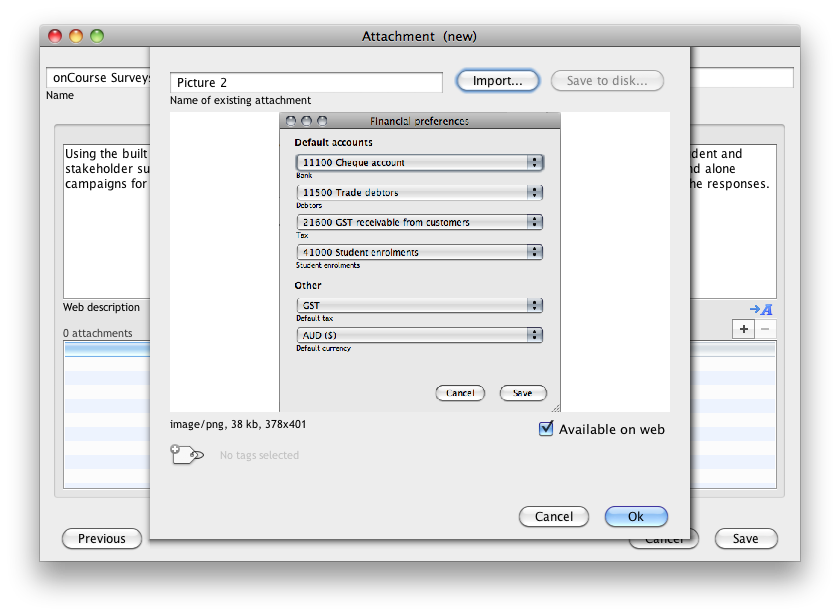 Attachment (new)
onCourse Surveys
Name
Picture 2
Import...
Save to disk...
Name of existing attachment
Financial preferences
Default accounts
11100 Cheque account
Bank
11500 Trade debtors
Debtors
21600 GST receivable from customers
Tax
41000 Student enrolments
Student enrolments
Other
GST
Default tax
AUD ($)
Default currency
Cancel
Save
image/png, 38 kb, 378x401
Available on web
No tags selected
Cancel
Ok
Using the built
dent and
stakeholder su
nd alone
campaigns for
he responses.
Web description
A
0 attachments
+
−
Previous
Cancel
Save